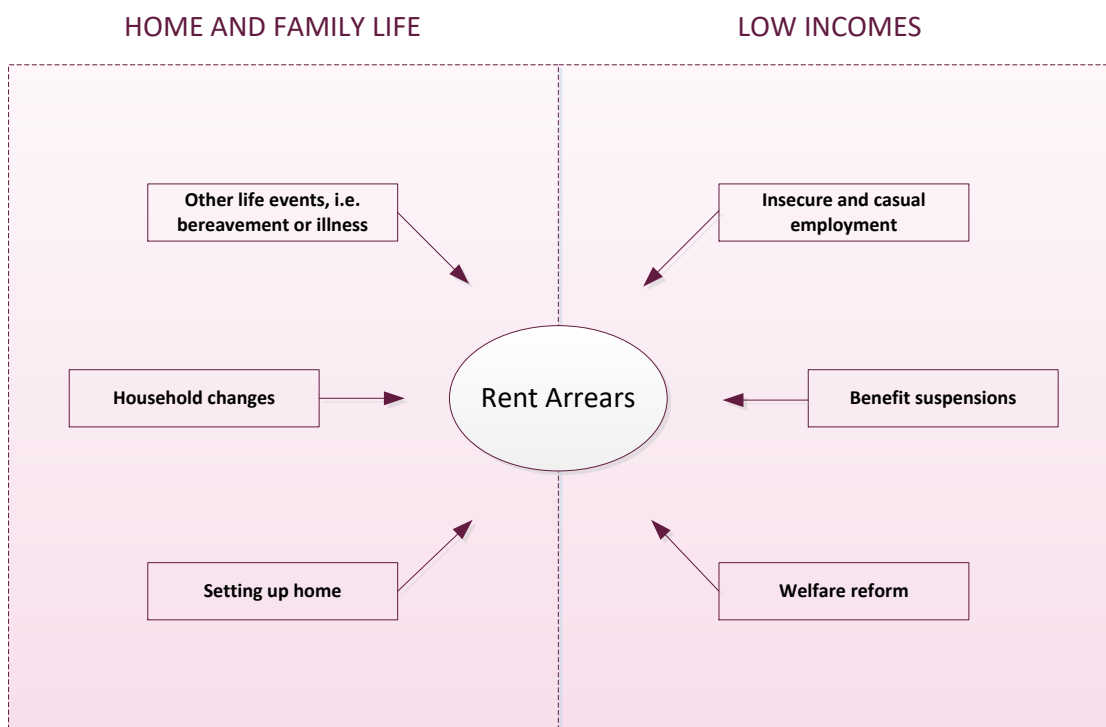 HOME AND FAMILY LIFE
LOW INCOMES
Other life events, i.e.
bereavement or illness
Insecure and casual
employment
Household changes
Rent Arrears
Benefit suspensions
Setting up home
Welfare reform